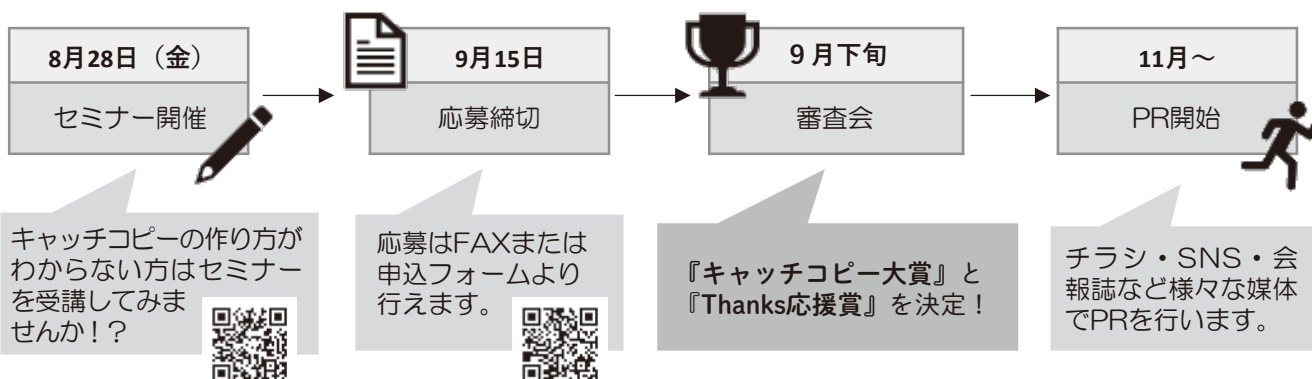 8月28日（金）
セミナー開催
9月15日
応募締切
9月下旬
審査会
11月～
PR開始
キャッチコピーの作り方が
わからない方はセミナー
を受講してみま
せんか！？
応募はFAXまたは
申込フォームより
行えます。
『キャッチコピー大賞』と
『Thanks応援賞』を決定！
チラシ・SNS・会
報誌など様々な媒体
でPRを行います。